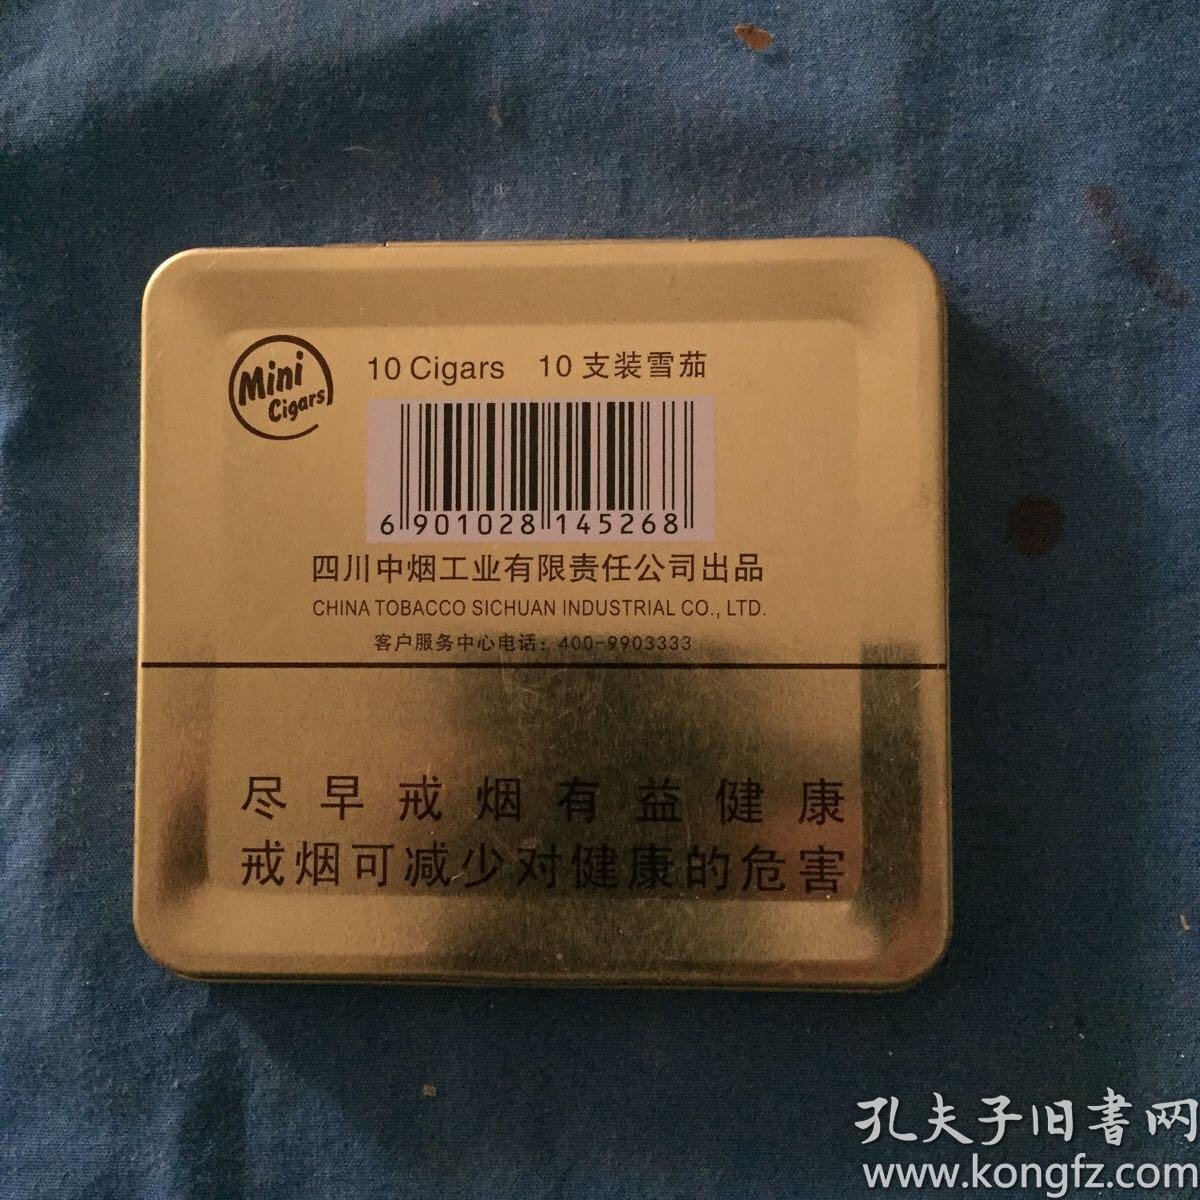 Mini
Cigars
10 Cigars 10 支装雪茄
6 901028 145268
四川中烟工业有限责任公司出品
CHINA TOBACCO SICHUAN INDUSTRIAL CO., LTD.
客户服务中心电话：400-9903333
尽早戒烟有益健康
戒烟可减少对健康的危害
孔夫子旧書网
www.kongfz.com